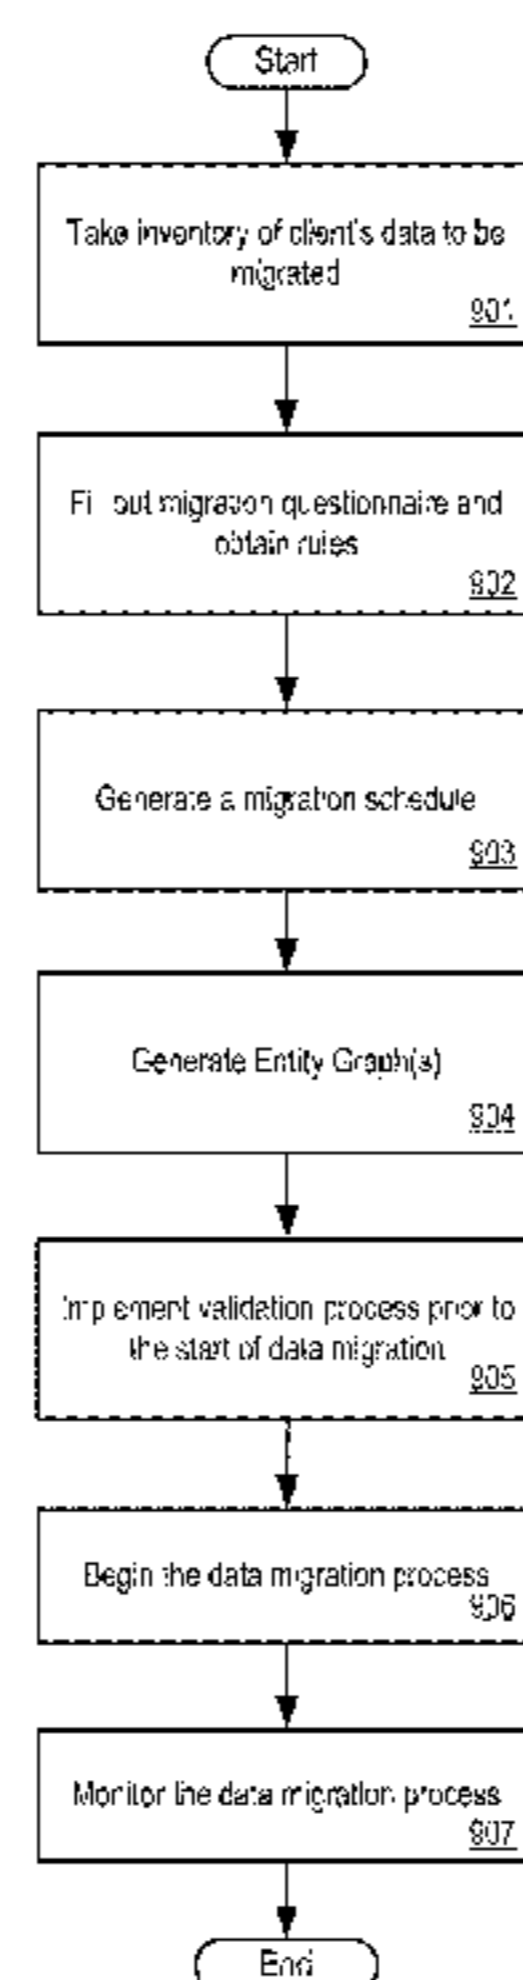 Start
Take inventory of client's data to be
migrated
901
Fill out migration questionnaire and
obtain rules
902
Generate a migration schedule
903
Generate Entity Graph(s)
904
Implement validation process prior to
the start of data migration
905
Begin the data migration process
906
Monitor the data migration process
907
End